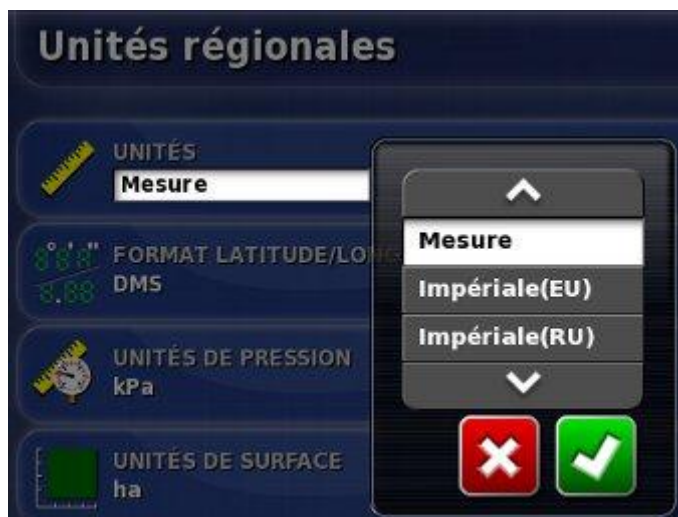 Unités régionales
UNITÉS
Mesure
FORMAT LATITUDE/LON
DMS
UNITÉS DE PRESSION
kPa
UNITÉS DE SURFACE
ha
Mesure
Impériale(EU)
Impériale(RU)